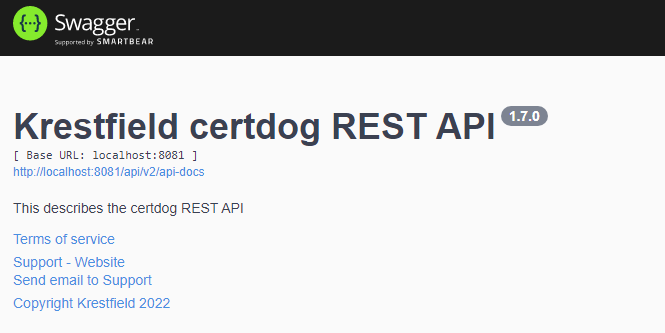 {···} Swagger™
Supported by SMARTBEAR
Krestfield certdog REST API 1.7.0
[ Base URL: localhost:8081 ]
http://localhost:8081/api/v2/api-docs
This describes the certdog REST API
Terms of service
Support - Website
Send email to Support
Copyright Krestfield 2022